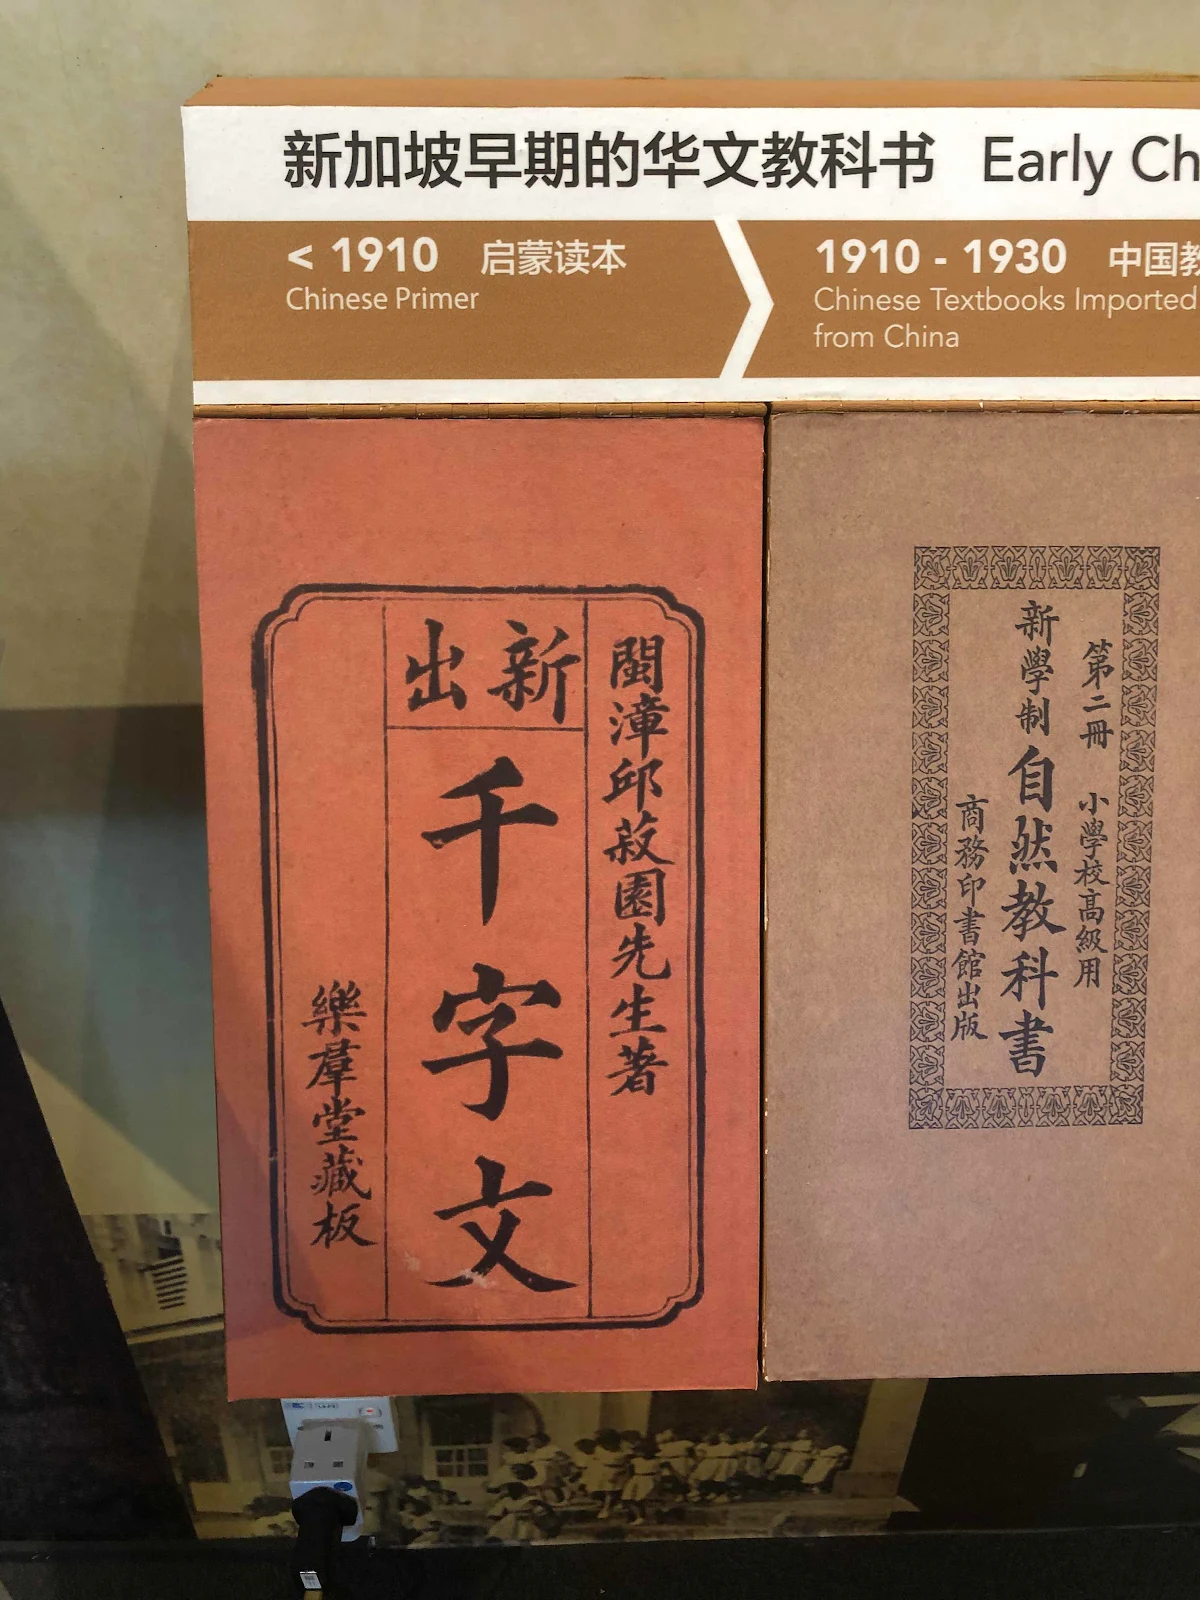 新加坡早期的华文教科书 Early Ch
< 1910 启蒙读本
Chinese Primer
1910 - 1930 中国教
Chinese Textbooks Imported
from China
閩漳邱菽園先生著
新出
千字文
樂羣堂藏板
第二冊 小學校高級用
新學制自然教科書
商務印書館出版